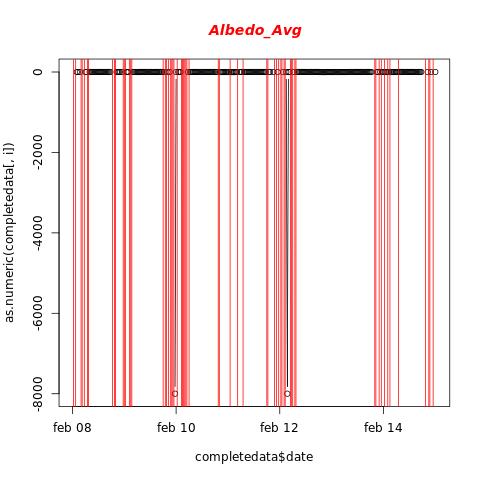 Albedo_Avg
as.numeric(completedata[, i])
0
-2000
-4000
-6000
-8000
feb 08 feb 10 feb 12 feb 14
completedata$date